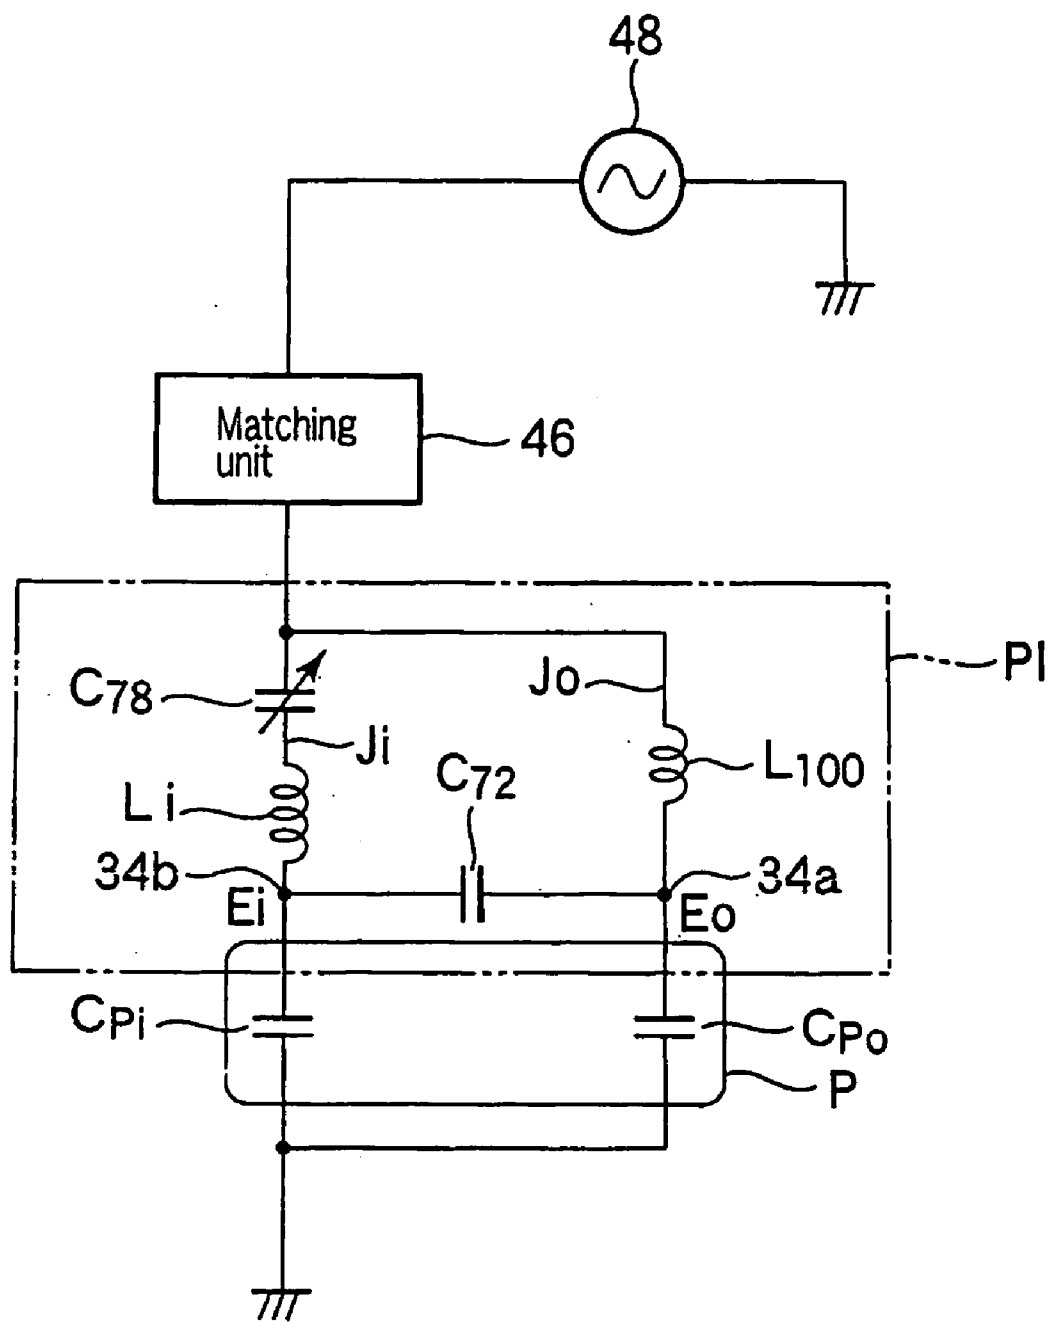 48
Matching
unit
46
PI
C78
Jo
Ji
L100
C72
Li
34b
34a
Ei
Eo
CPi
CPo
P